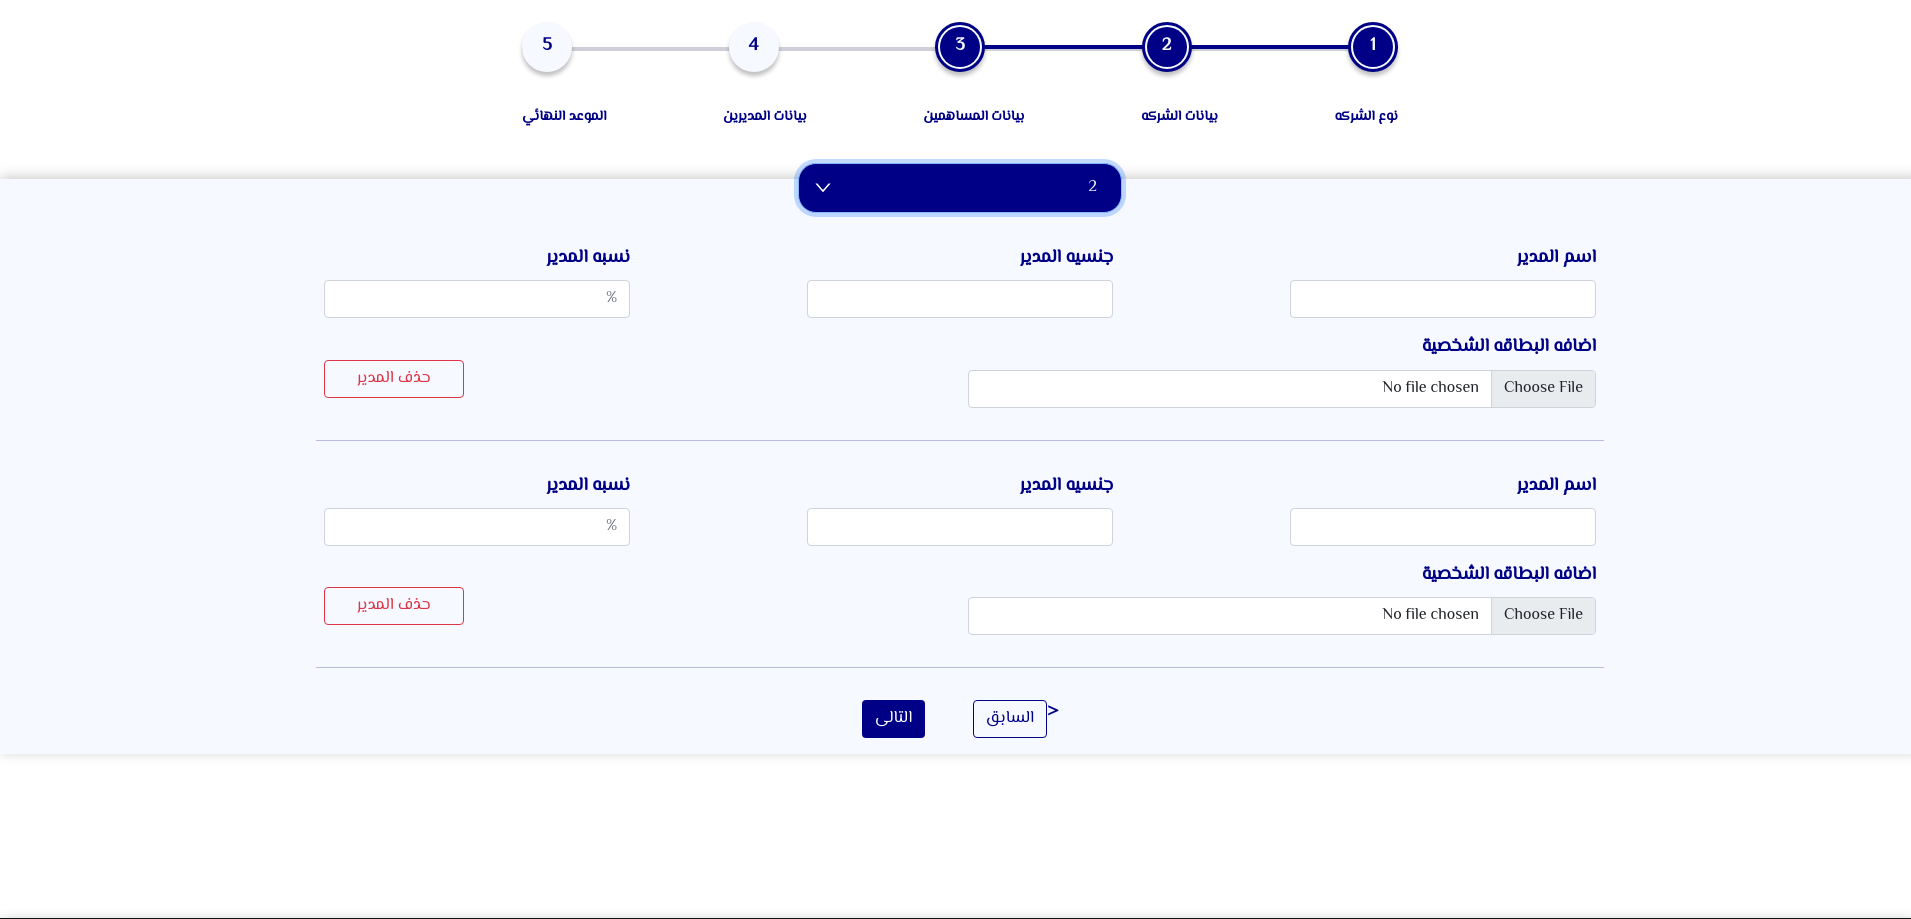 1
2
3
4
5
نوع الشركه
بيانات الشركه
بيانات المساهمين
بيانات المديرين
الموعد النهائي
2
اسم المدير
جنسيه المدير
نسبه المدير
%
اضافه البطاقه الشخصية
Choose File
No file chosen
حذف المدير
اسم المدير
جنسيه المدير
نسبه المدير
%
اضافه البطاقه الشخصية
Choose File
No file chosen
حذف المدير
>
السابق
التالى